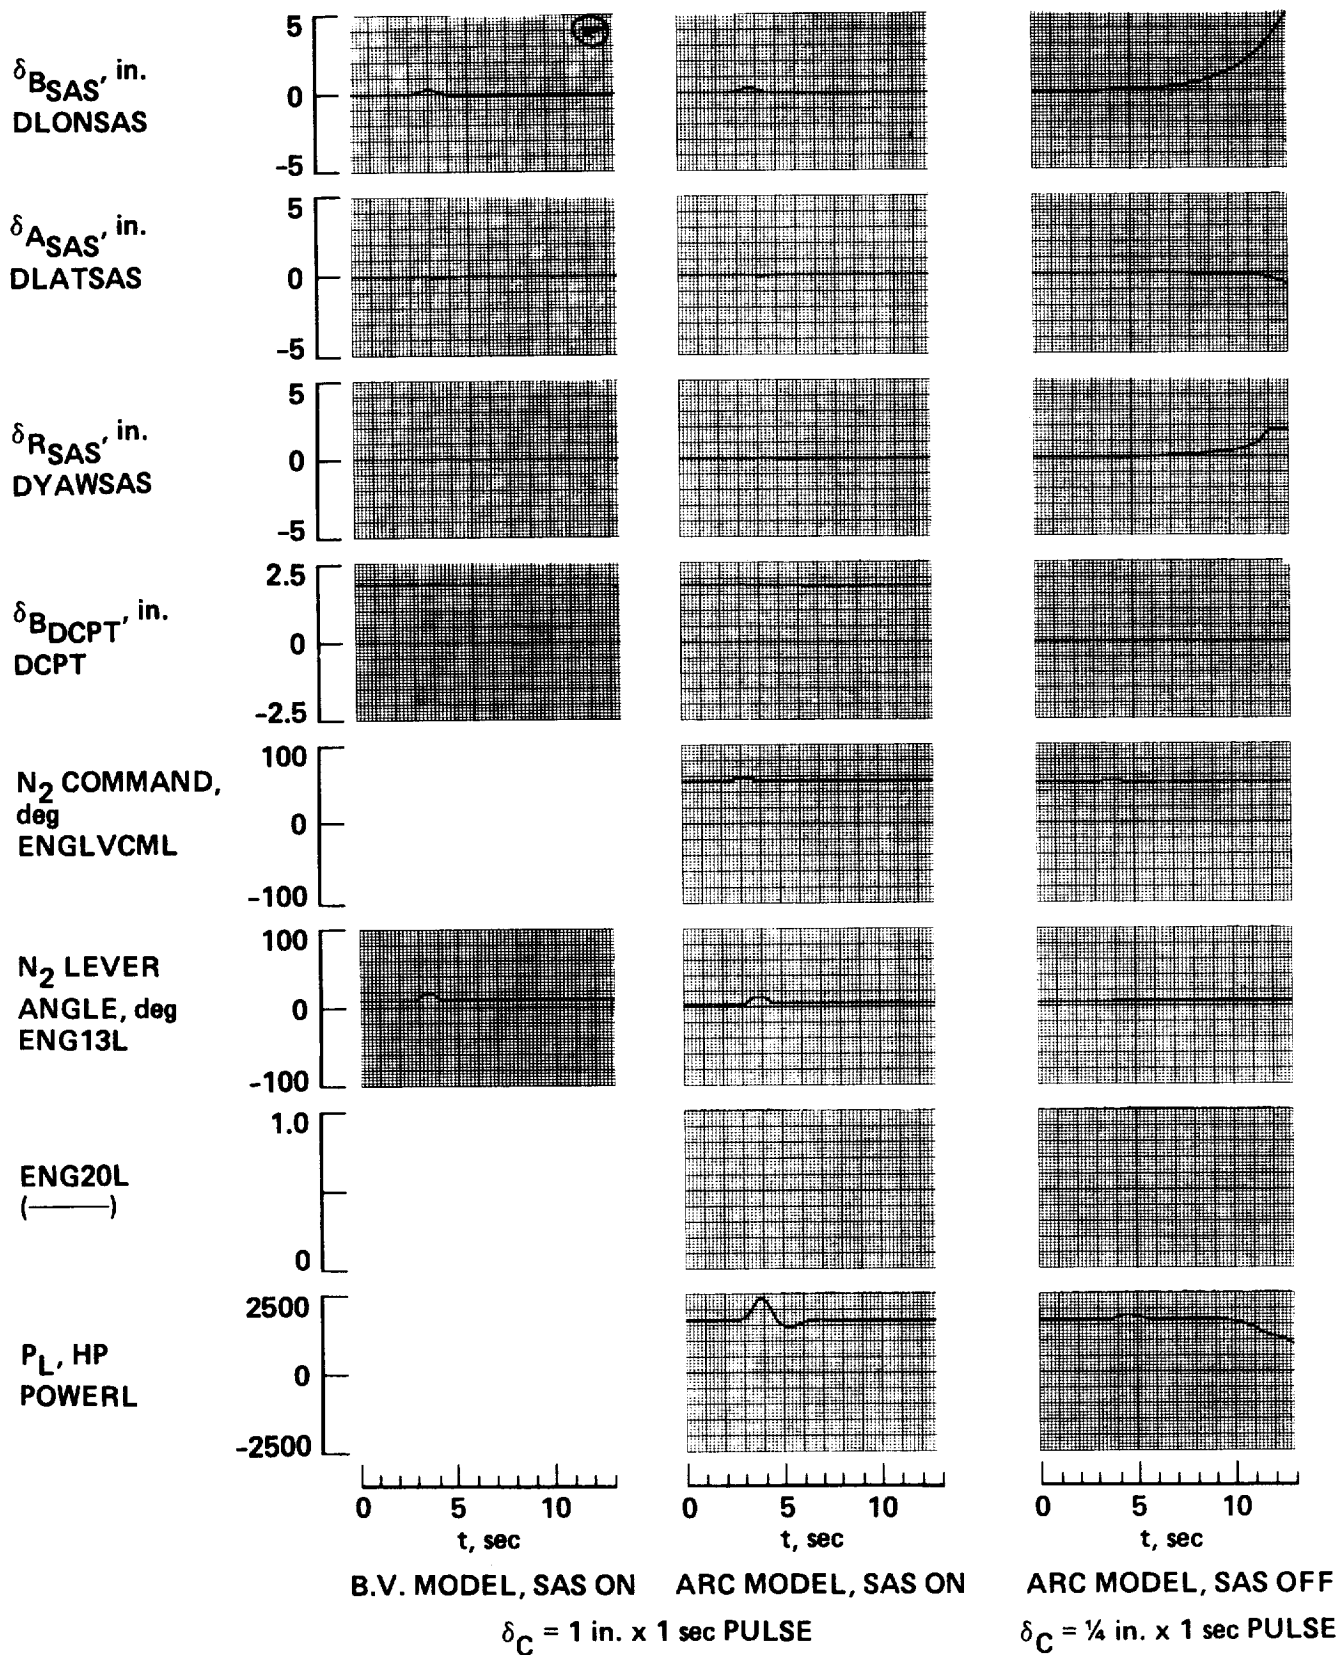 5
δBSAS, in.
DLONSAS
0
-5
5
δASAS, in.
DLATSAS
0
-5
5
δRSAS, in.
DYAWSAS
0
-5
2.5
δBDCPT, in.
DCPT
0
-2.5
100
N2 COMMAND,
deg
ENGLVCML
0
-100
100
N2 LEVER
ANGLE, deg
ENG13L
0
-100
1.0
ENG20L
(———)
0
2500
PL, HP
POWERL
0
-2500
0 5 10 0 5 10 0 5 10
t, sec t, sec t, sec
B.V. MODEL, SAS ON ARC MODEL, SAS ON ARC MODEL, SAS OFF
δC = 1 in. x 1 sec PULSE δC = ¼ in. x 1 sec PULSE